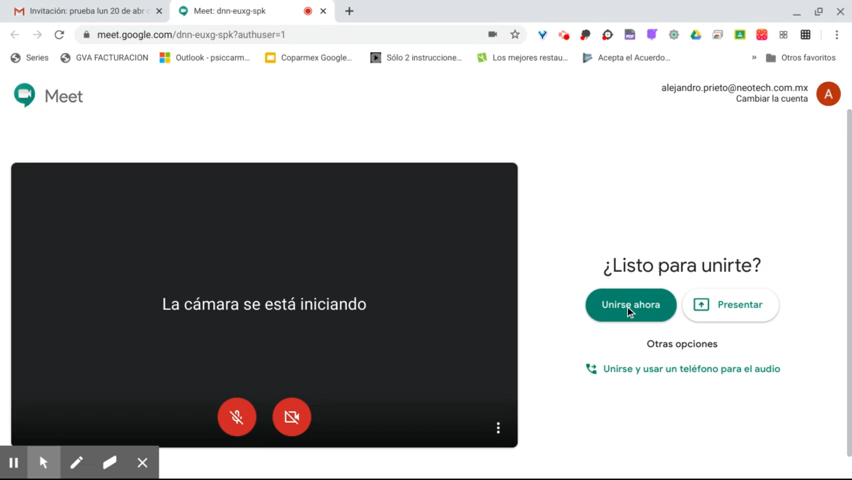 Invitación: prueba lun 20 de abr d
Meet: dnn-euxg-spk
meet.google.com/dnn-euxg-spk?authuser=1
Series
GVA FACTURACION
Outlook - psiccarm...
Coparmex Google...
Sólo 2 instruccione...
Los mejores restau...
Acepta el Acuerdo...
»
Otros favoritos
Meet
alejandro.prieto@neotech.com.mx
Cambiar la cuenta
A
La cámara se está iniciando
¿Listo para unirte?
Unirse ahora
Presentar
Otras opciones
Unirse y usar un teléfono para el audio